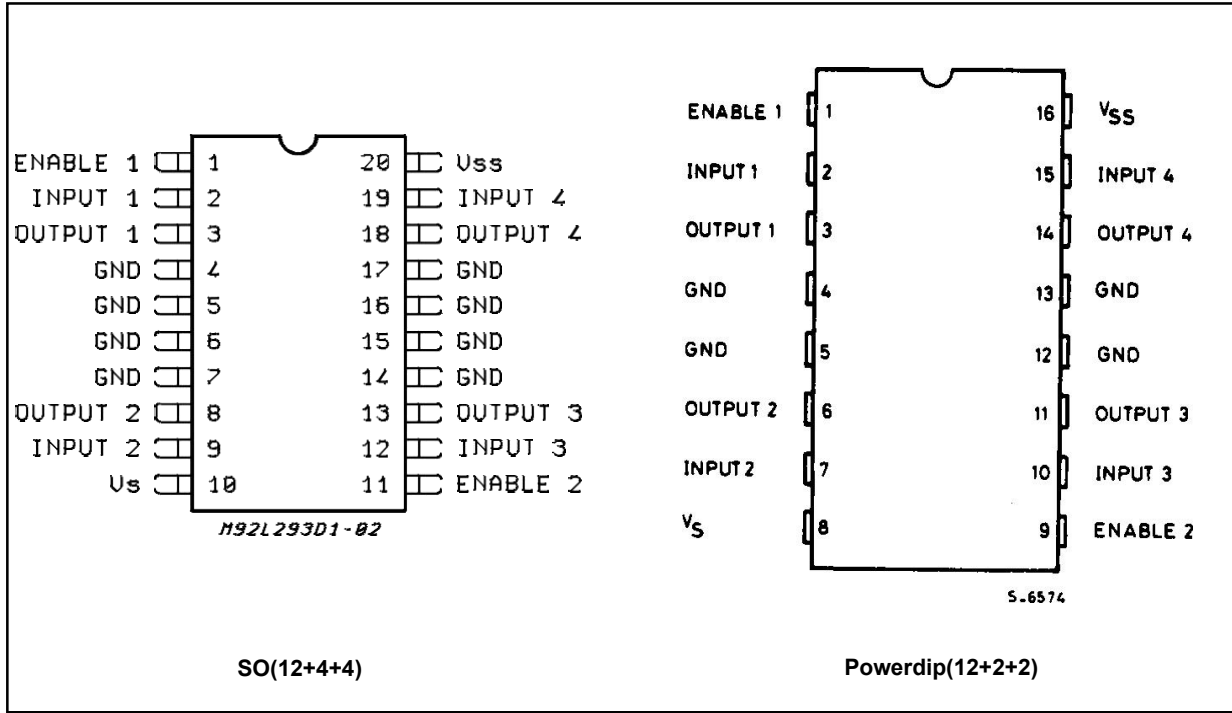 ENABLE 1 1 20 Vss
INPUT 1 2 19 INPUT 4
OUTPUT 1 3 18 OUTPUT 4
GND 4 17 GND
GND 5 16 GND
GND 6 15 GND
GND 7 14 GND
OUTPUT 2 8 13 OUTPUT 3
INPUT 2 9 12 INPUT 3
Vs 10 11 ENABLE 2
M92L293D1-02
SO(12+4+4)
ENABLE 1 1 16 VSS
INPUT 1 2 15 INPUT 4
OUTPUT 1 3 14 OUTPUT 4
GND 4 13 GND
GND 5 12 GND
OUTPUT 2 6 11 OUTPUT 3
INPUT 2 7 10 INPUT 3
VS 8 9 ENABLE 2
S-6574
Powerdip(12+2+2)